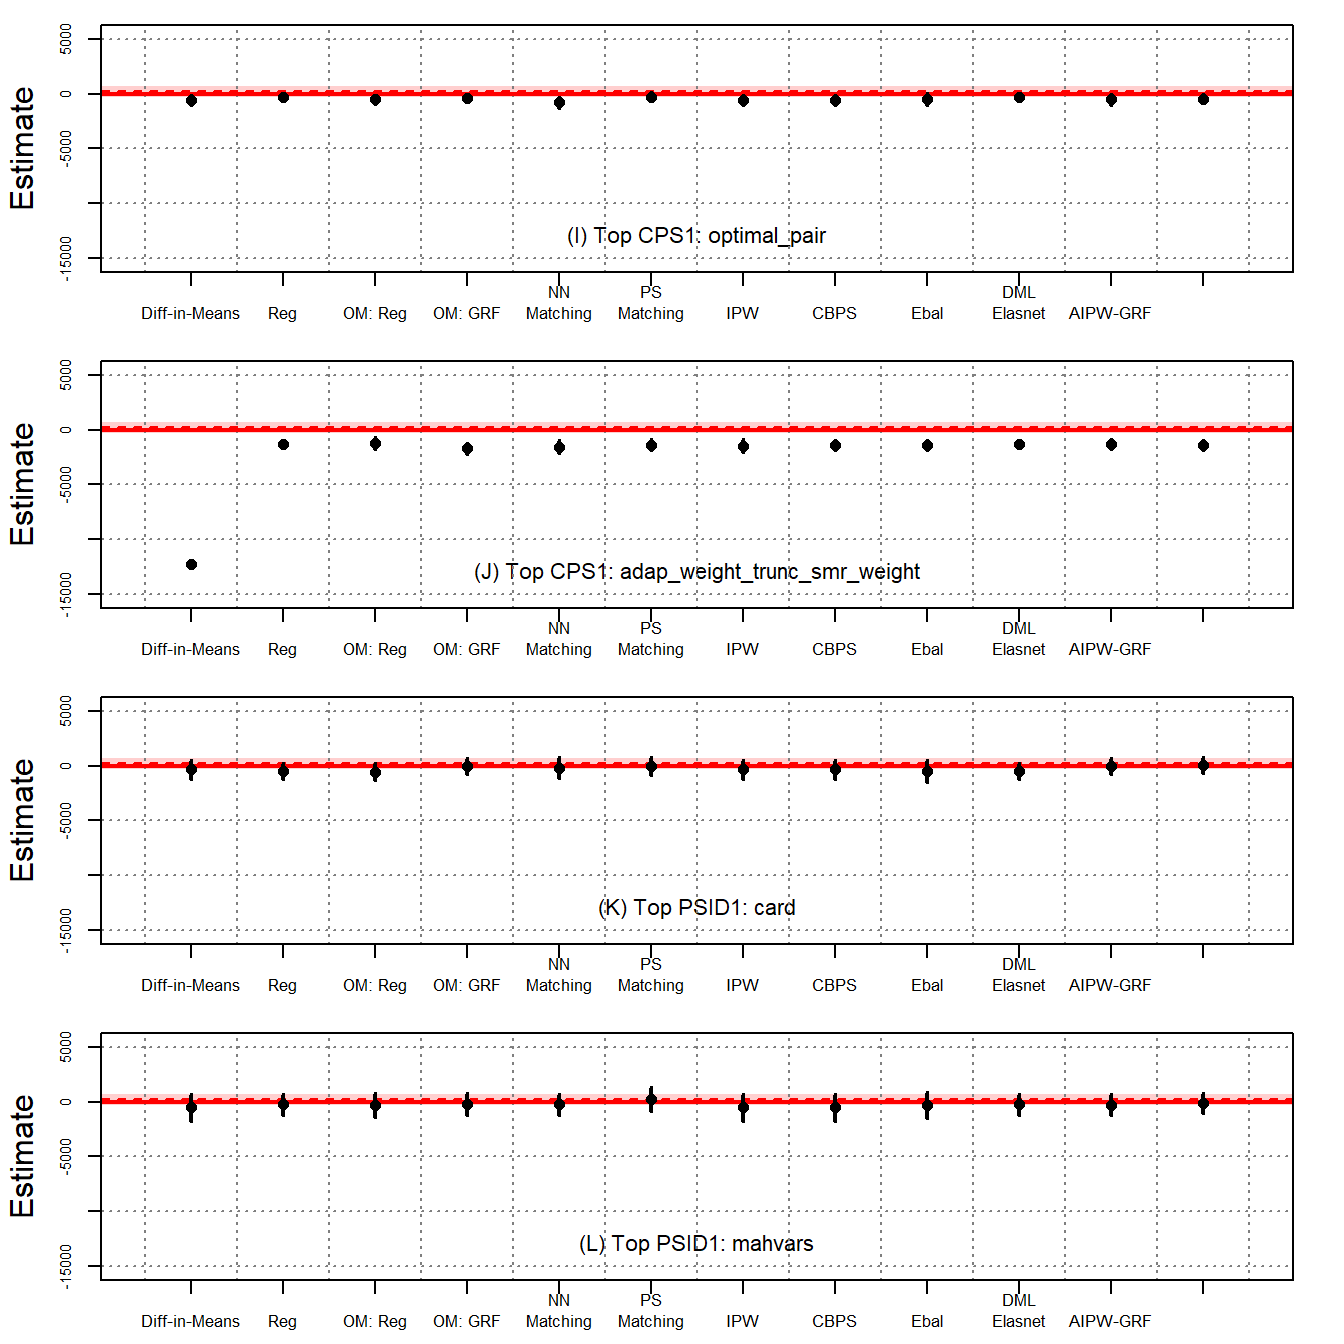 Estimate
5000
0
-5000
-15000
(I) Top CPS1: optimal_pair
Diff-in-Means Reg OM: Reg OM: GRF NN Matching PS Matching IPW CBPS Ebal DML Elasnet AIPW-GRF
Estimate
5000
0
-5000
-15000
(J) Top CPS1: adap_weight_trunc_smr_weight
Diff-in-Means Reg OM: Reg OM: GRF NN Matching PS Matching IPW CBPS Ebal DML Elasnet AIPW-GRF
Estimate
5000
0
-5000
-15000
(K) Top PSID1: card
Diff-in-Means Reg OM: Reg OM: GRF NN Matching PS Matching IPW CBPS Ebal DML Elasnet AIPW-GRF
Estimate
5000
0
-5000
-15000
(L) Top PSID1: mahvars
Diff-in-Means Reg OM: Reg OM: GRF NN Matching PS Matching IPW CBPS Ebal DML Elasnet AIPW-GRF